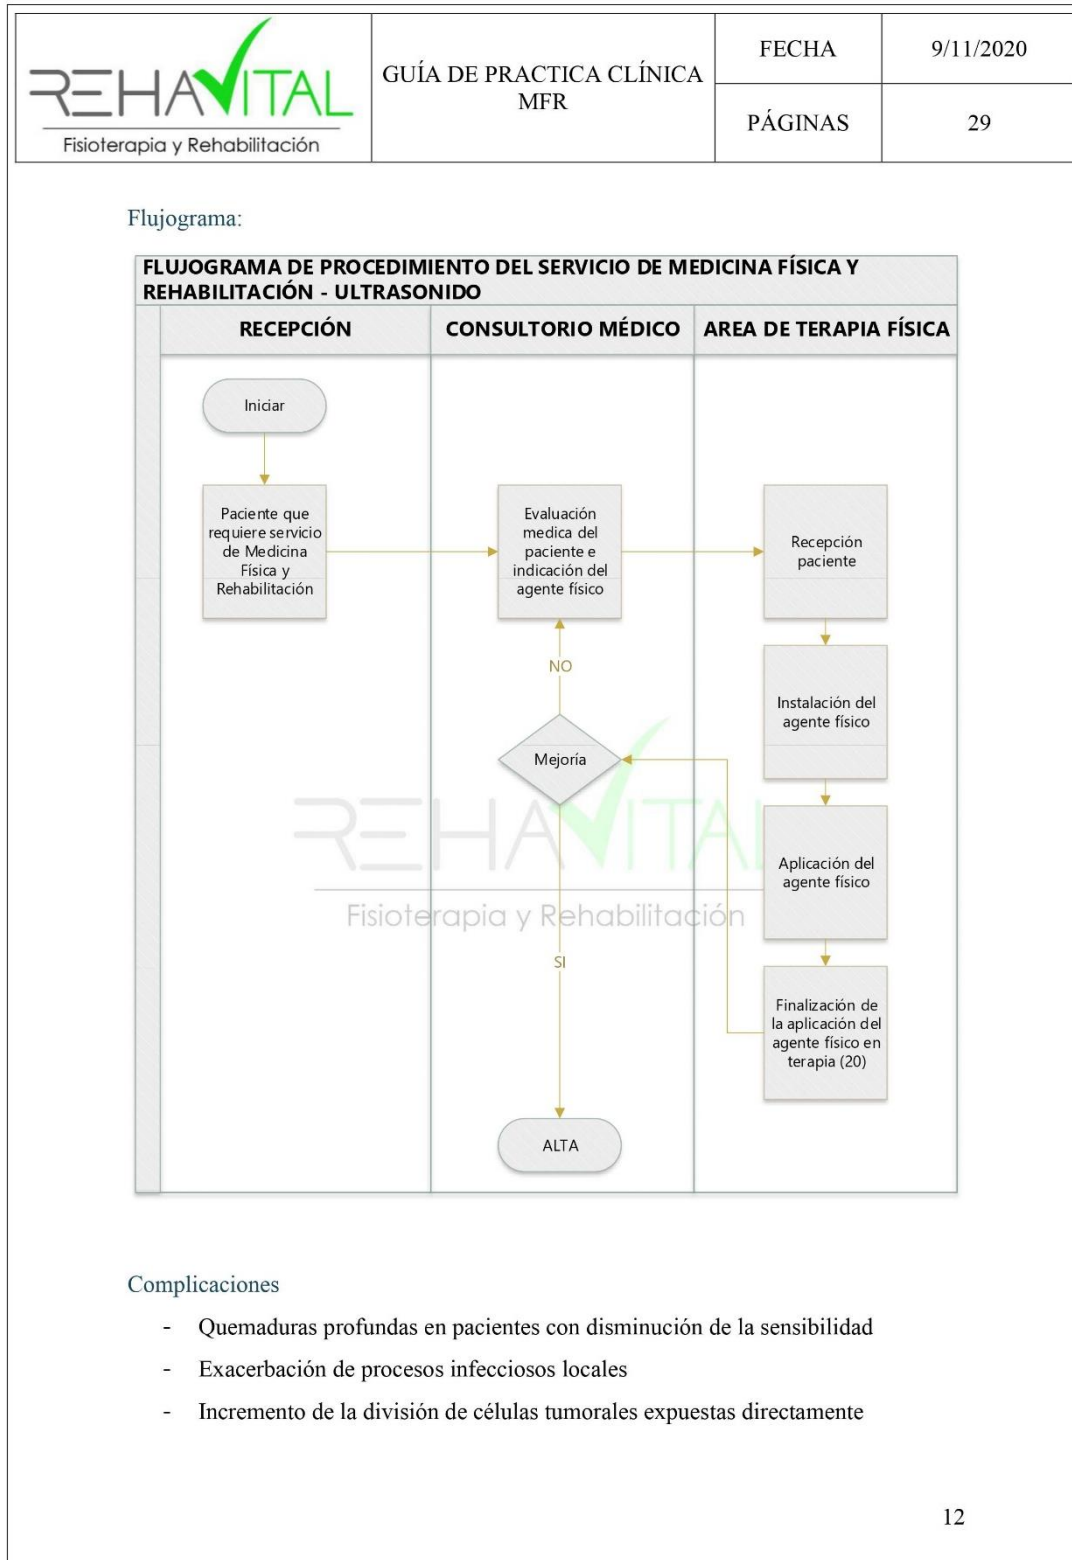 REHAVITAL
Fisioterapia y Rehabilitación
GUÍA DE PRACTICA CLÍNICA
MFR
FECHA
9/11/2020
PÁGINAS
29
Flujograma:
FLUJOGRAMA DE PROCEDIMIENTO DEL SERVICIO DE MEDICINA FÍSICA Y
REHABILITACIÓN - ULTRASONIDO
RECEPCIÓN
CONSULTORIO MÉDICO
AREA DE TERAPIA FÍSICA
Iniciar
Paciente que
requiere servicio
de Medicina
Física y
Rehabilitación
Evaluación
medica del
paciente e
indicación del
agente físico
Recepción
paciente
NO
Instalación del
agente físico
Mejoría
REHAVITAL
Fisioterapia y Rehabilitación
Aplicación del
agente físico
SI
Finalización de
la aplicación del
agente físico en
terapia (20)
ALTA
Complicaciones
- Quemaduras profundas en pacientes con disminución de la sensibilidad
- Exacerbación de procesos infecciosos locales
- Incremento de la división de células tumorales expuestas directamente
12